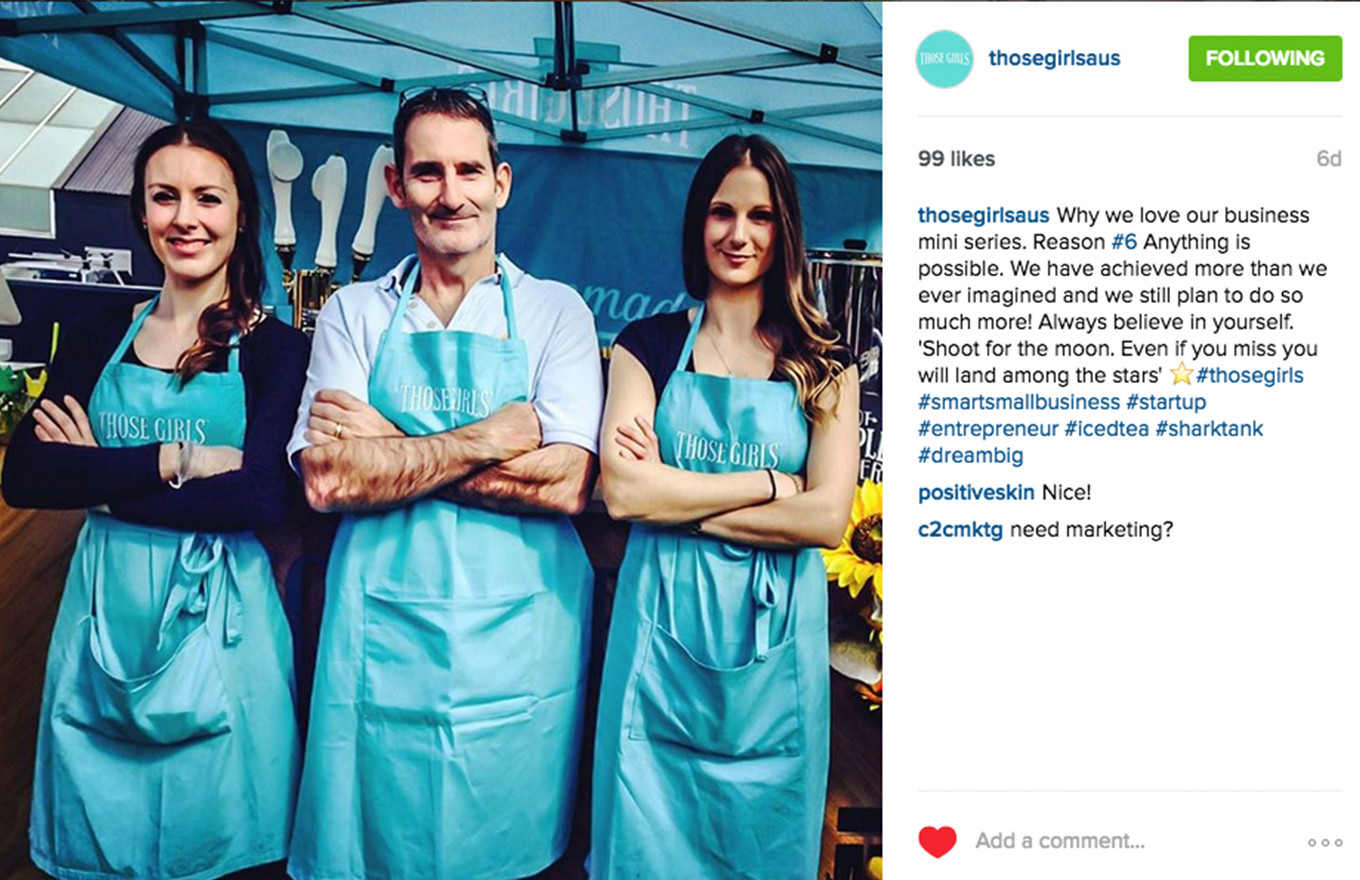 THOSE GIRLS
mad
THOSE GIRLS
THOSE GIRLS
THOSE GIRLS
THOSE GIRLS
thosegirlsaus
FOLLOWING
99 likes
6d
thosegirlsaus Why we love our business
mini series. Reason #6 Anything is
possible. We have achieved more than we
ever imagined and we still plan to do so
much more! Always believe in yourself.
'Shoot for the moon. Even if you miss you
will land among the stars' ⭐#thosegirls
#smartsmallbusiness #startup
#entrepreneur #icedtea #sharktank
#dreambig
positiveskin Nice!
c2cmktg need marketing?
Add a comment...